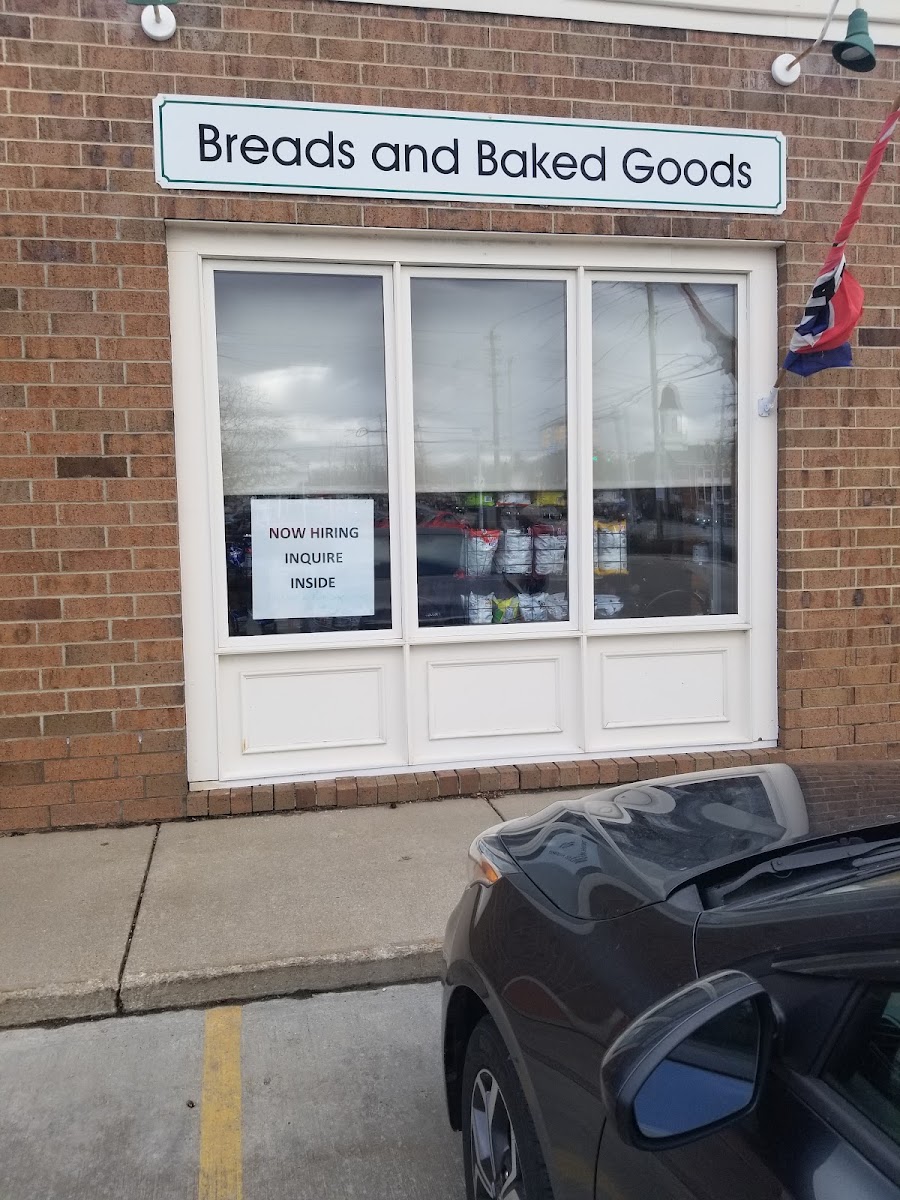 Breads and Baked Goods
NOW HIRING
INQUIRE
INSIDE